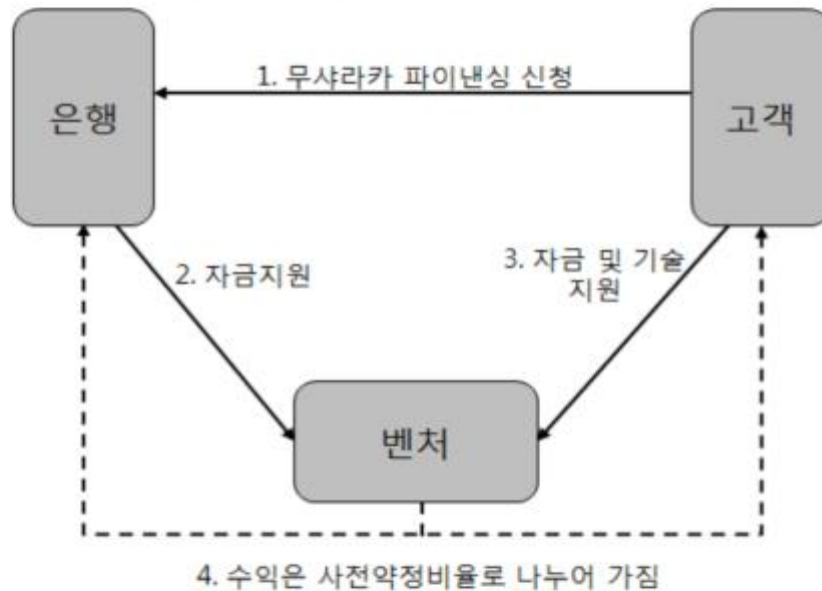 1. 무샤라카 파이낸싱 신청
은행
고객
2. 자금지원
3. 자금 및 기술
지원
벤처
4. 수익은 사전약정비율로 나누어 가짐